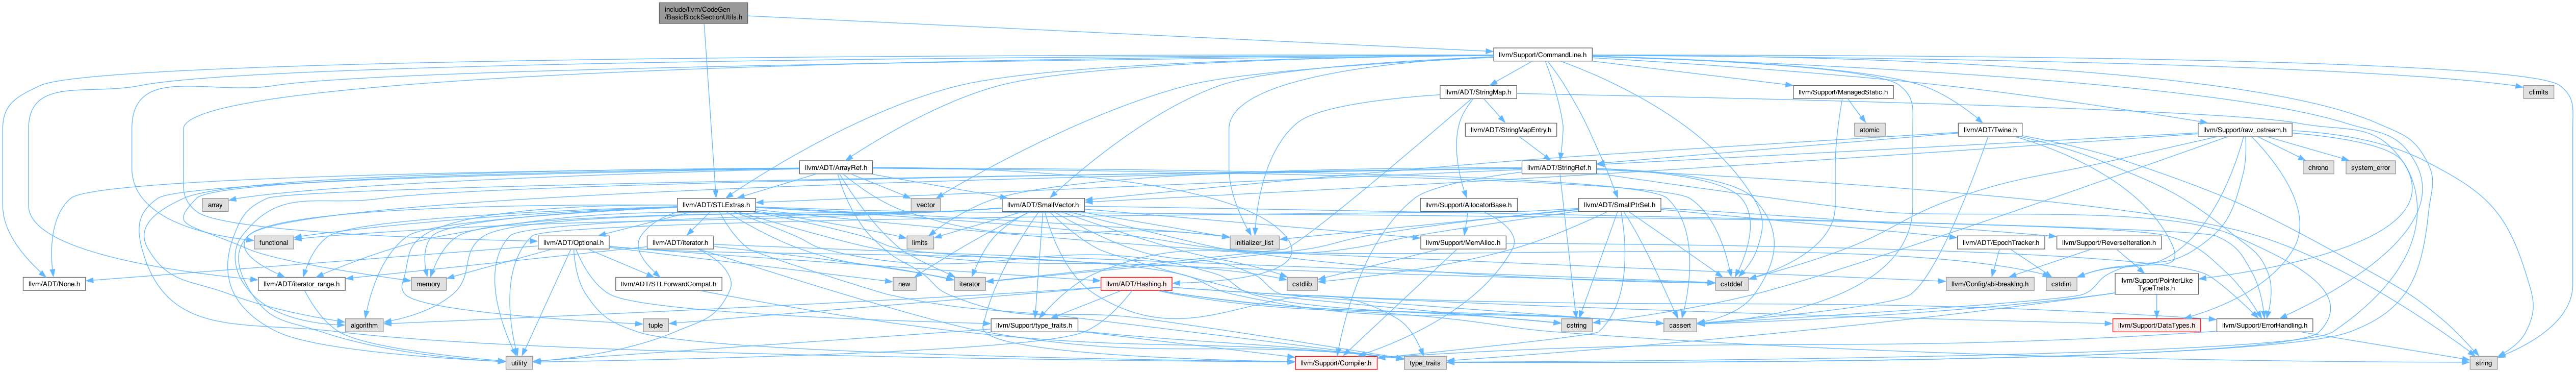 include/llvm/CodeGen
/BasicBlockSectionUtils.h
llvm/Support/CommandLine.h
llvm/ADT/StringMap.h
llvm/Support/ManagedStatic.h
climits
llvm/ADT/StringMapEntry.h
atomic
llvm/ADT/Twine.h
llvm/Support/raw_ostream.h
llvm/ADT/ArrayRef.h
llvm/ADT/StringRef.h
chrono
system_error
array
llvm/ADT/STLExtras.h
vector
llvm/ADT/SmallVector.h
llvm/Support/AllocatorBase.h
llvm/ADT/SmallPtrSet.h
functional
llvm/ADT/Optional.h
llvm/ADT/iterator.h
limits
initializer_list
llvm/Support/MemAlloc.h
llvm/ADT/EpochTracker.h
llvm/Support/ReverseIteration.h
llvm/ADT/None.h
llvm/ADT/iterator_range.h
memory
llvm/ADT/STLForwardCompat.h
new
iterator
llvm/ADT/Hashing.h
cstdlib
cstddef
llvm/Config/abi-breaking.h
cstdint
llvm/Support/PointerLike
TypeTraits.h
algorithm
tuple
llvm/Support/type_traits.h
cstring
cassert
llvm/Support/DataTypes.h
llvm/Support/ErrorHandling.h
utility
llvm/Support/Compiler.h
type_traits
string